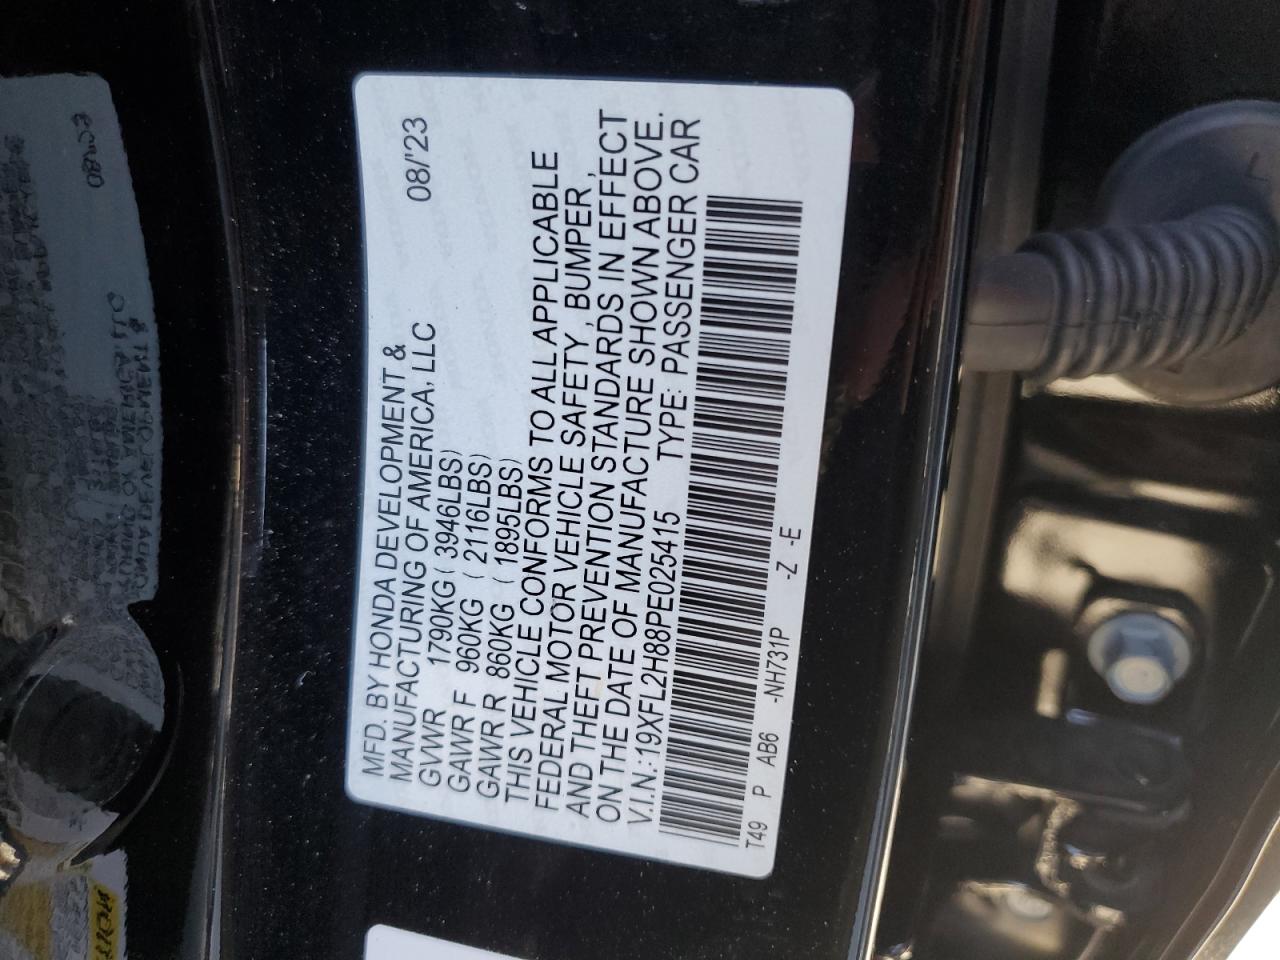 MFD. BY HONDA DEVELOPMENT &
MANUFACTURING OF AMERICA, LLC 08/'23
GVWR 1790KG ( 3946LBS)
GAWR F 960KG ( 2116LBS)
GAWR R 860KG ( 1895LBS)
THIS VEHICLE CONFORMS TO ALL APPLICABLE
FEDERAL MOTOR VEHICLE SAFETY, BUMPER,
AND THEFT PREVENTION STANDARDS IN EFFECT
ON THE DATE OF MANUFACTURE SHOWN ABOVE.
V.I.N.:19XFL2H88PE025415 TYPE: PASSENGER CAR
T49 P AB6 -NH731P -Z -E